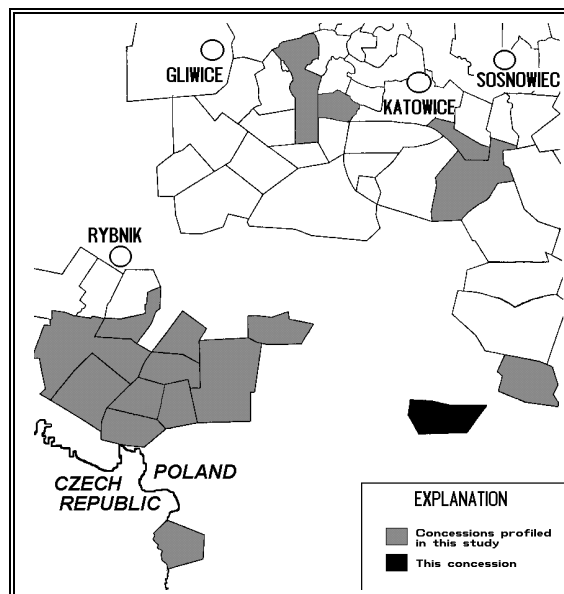 GLIWICE
SOSNOWIEC
KATOWICE
RYBNIK
POLAND
CZECH
REPUBLIC
EXPLANATION
Concessions profiled
in this study
This concession